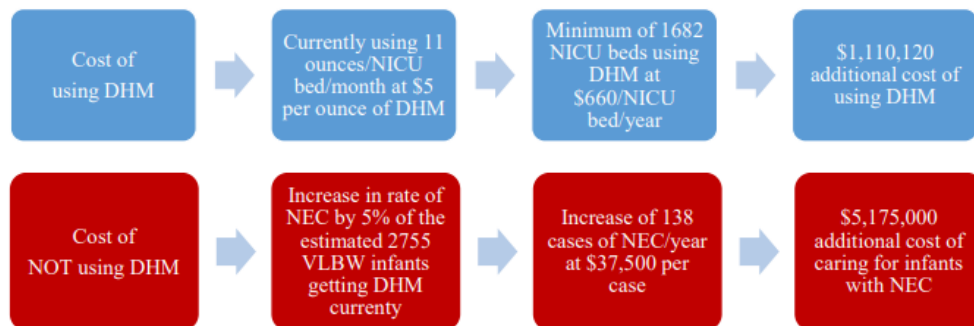 Cost of
using DHM
Currently using 11
ounces/NICU
bed/month at $5
per ounce of DHM
Minimum of 1682
NICU beds using
DHM at
$660/NICU
bed/year
$1,110,120
additional cost of
using DHM
Cost of
NOT using DHM
Increase in rate of
NEC by 5% of the
estimated 2755
VLBW infants
getting DHM
currenty
Increase of 138
cases of NEC/year
at $37,500 per
case
$5,175,000
additional cost of
caring for infants
with NEC